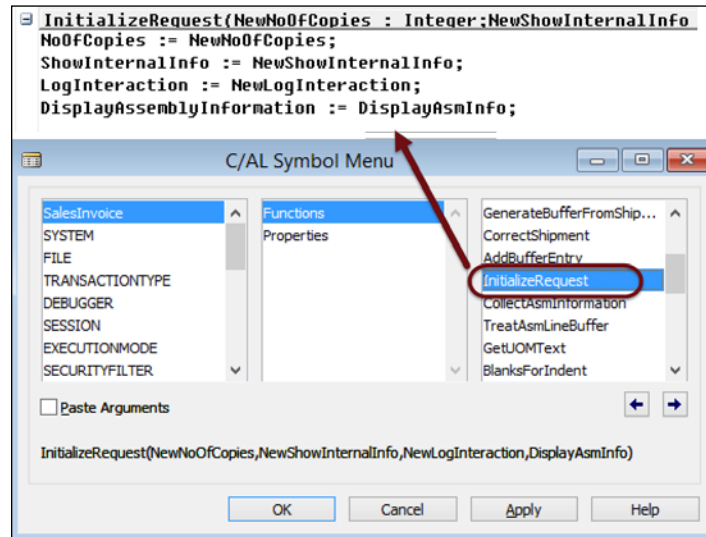 InitializeRequest(NewNoOfCopies : Integer;NewShowInternalInfo
NoOfCopies := NewNoOfCopies;
ShowInternalInfo := NewShowInternalInfo;
LogInteraction := NewLogInteraction;
DisplayAssemblyInformation := DisplayAsmInfo;
C/AL Symbol Menu
SalesInvoice
SYSTEM
FILE
TRANSACTIONTYPE
DEBUGGER
SESSION
EXECUTIONMODE
SECURITYFILTER
Functions
Properties
GenerateBufferFromShip...
CorrectShipment
AddBufferEntry
InitializeRequest
CollectAsmInformation
TreatAsmLineBuffer
GetUOMText
BlanksForIndent
Paste Arguments
InitializeRequest(NewNoOfCopies,NewShowInternalInfo,NewLogInteraction,DisplayAsmInfo)
OK
Cancel
Apply
Help